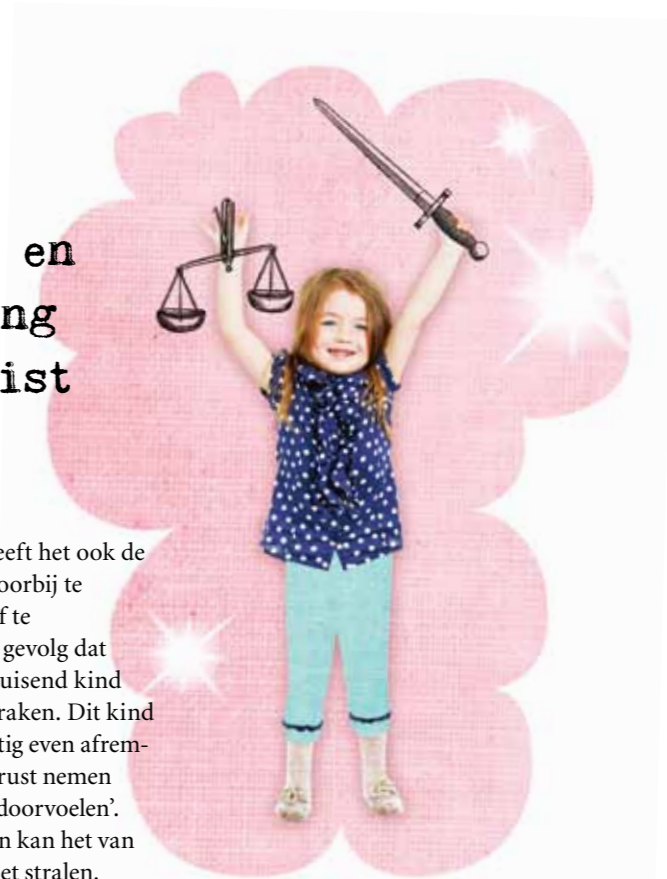 en
ng
ist
eeft het ook de
oorbij te
f te
gevolg dat
uisend kind
raken. Dit kind
tig even afrem-
rust nemen
doorvoelen’.
n kan het van
et stralen.